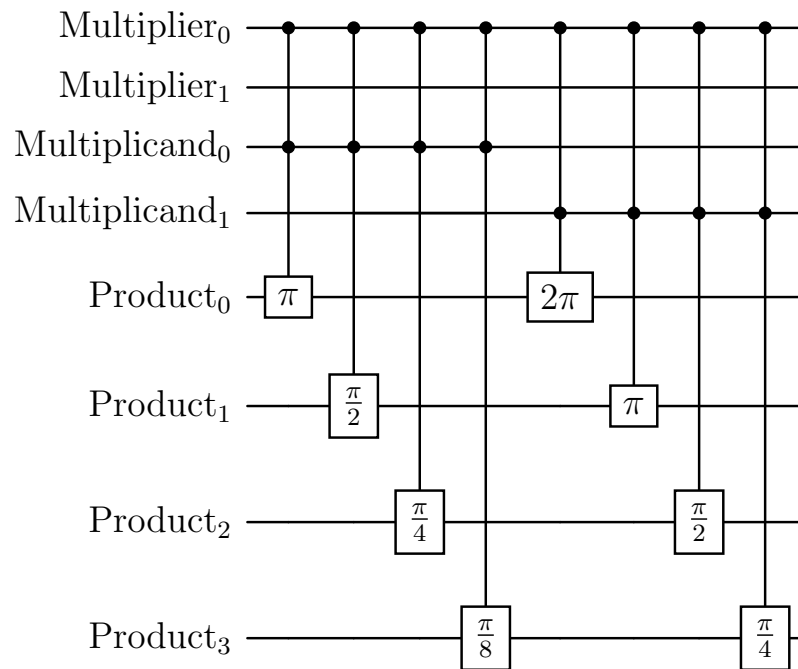 Multiplier₀
Multiplier₁
Multiplicand₀
Multiplicand₁
Product₀ π 2π
Product₁ π/2 π
Product₂ π/4 π/2
Product₃ π/8 π/4